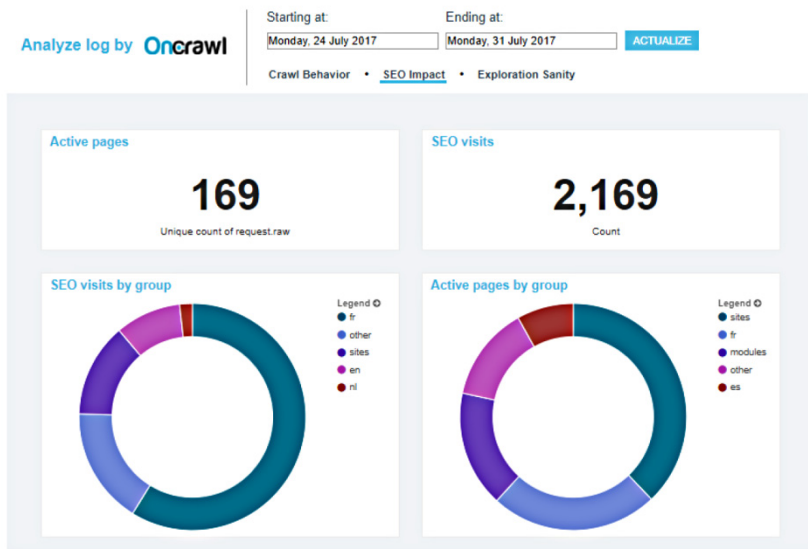 Analyze log by Oncrawl
Starting at:
Monday, 24 July 2017
Ending at:
Monday, 31 July 2017
ACTUALIZE
Crawl Behavior • SEO Impact • Exploration Sanity
Active pages
169
Unique count of request.raw
SEO visits
2,169
Count
SEO visits by group
Legend
fr
other
sites
en
nl
Active pages by group
Legend
sites
fr
modules
other
es